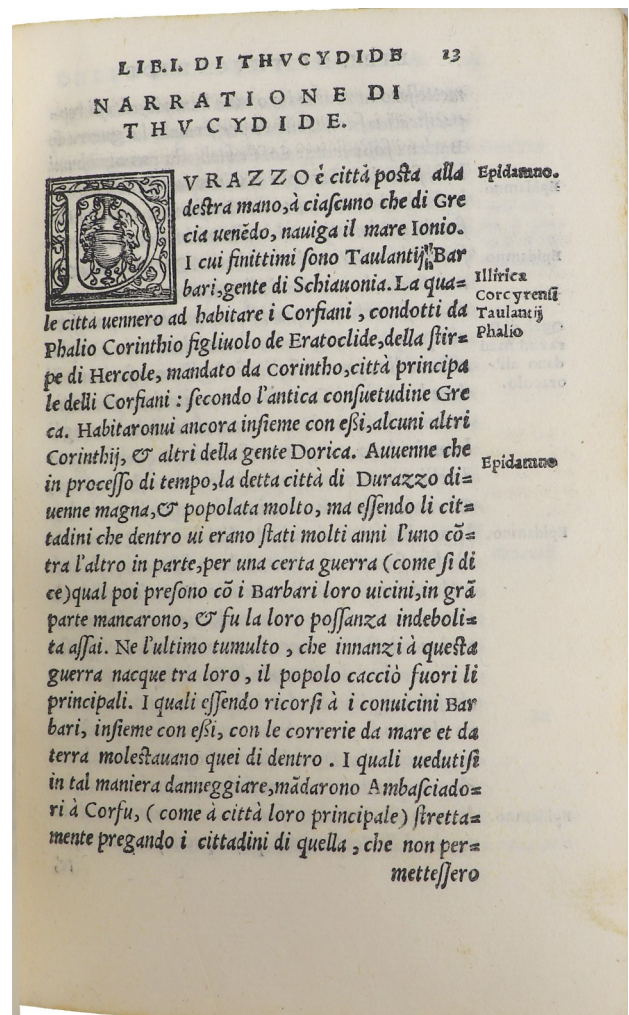 LIB.I. DI THVCYDIDE 23
NARRATIONE DI
THVCYDIDE.
DVRAZZO è città posta alla
destra mano, à ciascuno che di Gre
cia uenẽdo, nauiga il mare Ionio.
I cui finittimi sono Taulantij Bar
bari, gente di Schiauonia. La qua=
le città uennero ad habitare i Corfiani, condotti da
Phalio Corinthio figliuolo de Eratoclide, della stir=
pe di Hercole, mandato da Corintho, città principa
le delli Corfiani: secondo l'antica consuetudine Gre
ca. Habitaronui ancora insieme con eßi, alcuni altri
Corinthij, & altri della gente Dorica. Auuenne che
in processo di tempo, la detta città di Durazzo di=
uenne magna, & popolata molto, ma essendo li cit=
tadini che dentro ui erano stati molti anni l'uno cõ=
tra l'altro in parte, per una certa guerra (come si di
ce) qual poi presono cõ i Barbari loro uicini, in grã
parte mancarono, & fu la loro possanza indeboli=
ta assai. Ne l'ultimo tumulto, che innanzi à questa
guerra nacque tra loro, il popolo cacciò fuori li
principali. I quali essendo ricorsi à i conuicini Bar
bari, insieme con eßi, con le correrie da mare et da
terra molestauano quei di dentro. I quali uedutisi
in tal maniera danneggiare, mãdarono Ambasciado=
ri à Corfu, (come à città loro principale) stretta=
mente pregando i cittadini di quella, che non per=
mettessero
Epidamno.
Illirica
Corcyrensi
Taulantij
Phalio
Epidamno